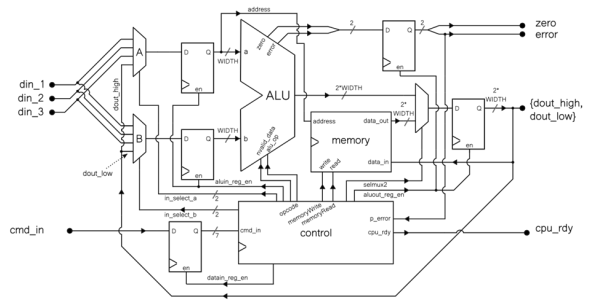 address
zero
error
zero
error
2
D Q
2
A
D Q
WIDTH
a
en
en
din_1
din_2
din_3
dout_high
ALU
2*WIDTH
2*
WIDTH
D Q
2*
WIDTH
{dout_high,
dout_low}
B
D Q
WIDTH
b
nvalid_data
alu_op
address
data_out
memory
en
en
data_in
write
read
dout_low
aluin_reg_en
in_select_a
2
in_select_b
2
opcode
memoryWrite
memoryRead
selmux2
aluout_reg_en
cmd_in
D Q
7
cmd_in
control
p_error
cpu_rdy
cpu_rdy
en
datain_reg_en